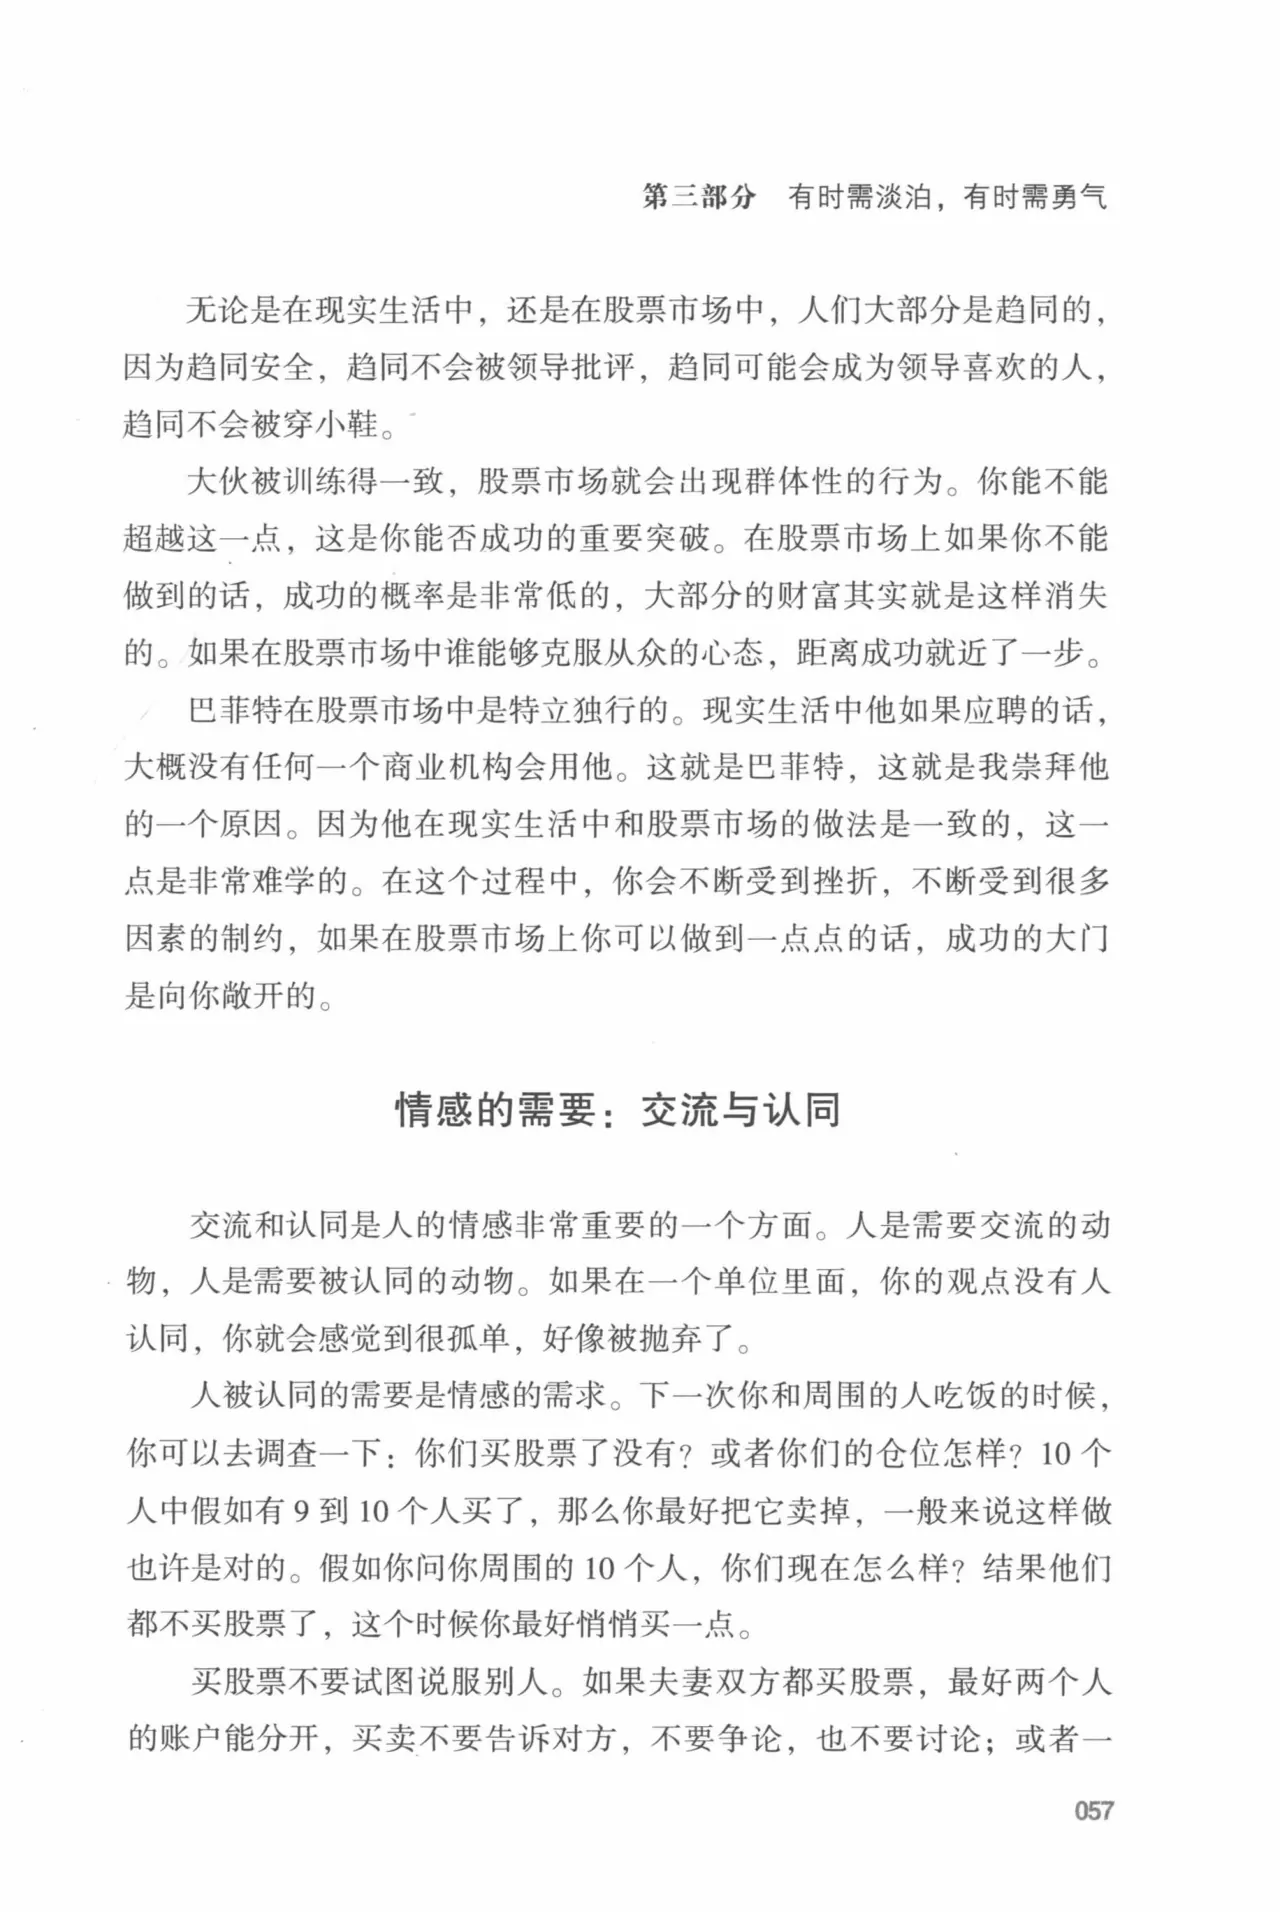 第三部分 有时需淡泊，有时需勇气
无论是在现实生活中，还是在股票市场中，人们大部分是趋同的，
因为趋同安全，趋同不会被领导批评，趋同可能会成为领导喜欢的人，
趋同不会被穿小鞋。
大伙被训练得一致，股票市场就会出现群体性的行为。你能不能
超越这一点，这是你能否成功的重要突破。在股票市场上如果你不能
做到的话，成功的概率是非常低的，大部分的财富其实就是这样消失
的。如果在股票市场中谁能够克服从众的心态，距离成功就近了一步。
巴菲特在股票市场中是特立独行的。现实生活中他如果应聘的话，
大概没有任何一个商业机构会用他。这就是巴菲特，这就是我崇拜他
的一个原因。因为他在现实生活中和股票市场的做法是一致的，这一
点是非常难学的。在这个过程中，你会不断受到挫折，不断受到很多
因素的制约，如果在股票市场上你可以做到一点点的话，成功的大门
是向你敞开的。
情感的需要：交流与认同
交流和认同是人的情感非常重要的一个方面。人是需要交流的动
物，人是需要被认同的动物。如果在一个单位里面，你的观点没有人
认同，你就会感觉到很孤单，好像被抛弃了。
人被认同的需要是情感的需求。下一次你和周围的人吃饭的时候，
你可以去调查一下：你们买股票了没有？或者你们的仓位怎样？10 个
人中假如有 9 到 10 个人买了，那么你最好把它卖掉，一般来说这样做
也许是对的。假如你问你周围的 10 个人，你们现在怎么样？结果他们
都不买股票了，这个时候你最好悄悄买一点。
买股票不要试图说服别人。如果夫妻双方都买股票，最好两个人
的账户能分开，买卖不要告诉对方，不要争论，也不要讨论；或者一
057